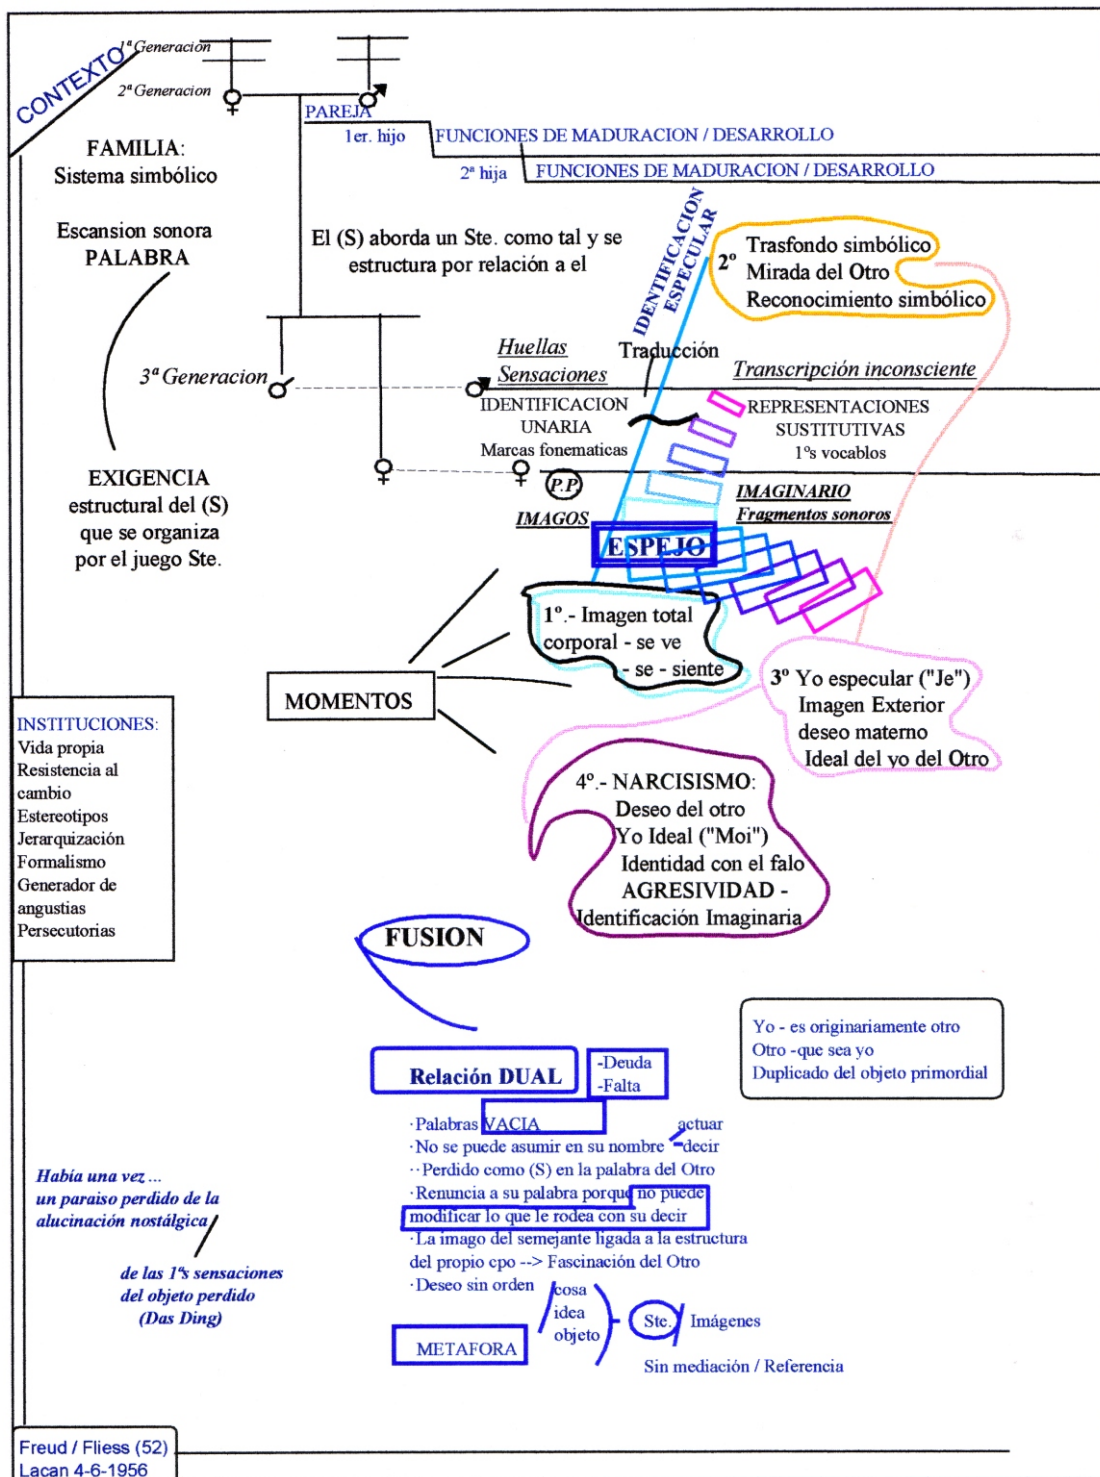 CONTEXTO
1ª Generacion
2ª Generacion
PAREJA
1er. hijo
FUNCIONES DE MADURACION / DESARROLLO
2ª hija
FUNCIONES DE MADURACION / DESARROLLO
FAMILIA:
Sistema simbólico
Escansion sonora
PALABRA
El (S) aborda un Ste. como tal y se
estructura por relación a el
IDENTIFICACION
ESPECULAR
2º Trasfondo simbólico
Mirada del Otro
Reconocimiento simbólico
3ª Generacion
Huellas
Sensaciones
Traducción
Transcripción inconsciente
IDENTIFICACION
UNARIA
Marcas fonematicas
REPRESENTACIONES
SUSTITUTIVAS
1ºs vocablos
EXIGENCIA
estructural del (S)
que se organiza
por el juego Ste.
P.P.
IMAGOS
IMAGINARIO
Fragmentos sonoros
ESPEJO
1º.- Imagen total
corporal - se ve
- se - siente
MOMENTOS
3º Yo especular ("Je")
Imagen Exterior
deseo materno
Ideal del yo del Otro
INSTITUCIONES:
Vida propia
Resistencia al
cambio
Estereotipos
Jerarquización
Formalismo
Generador de
angustias
Persecutorias
4º.- NARCISISMO:
Deseo del otro
Yo Ideal ("Moi")
Identidad con el falo
AGRESIVIDAD -
Identificación Imaginaria
FUSION
Yo - es originariamente otro
Otro -que sea yo
Duplicado del objeto primordial
Relación DUAL
-Deuda
-Falta
·Palabras VACIA
actuar
·No se puede asumir en su nombre -decir
··Perdido como (S) en la palabra del Otro
·Renuncia a su palabra porque no puede
modificar lo que le rodea con su decir
·La imago del semejante ligada a la estructura
del propio cpo --> Fascinación del Otro
·Deseo sin orden
cosa
idea
objeto
Ste.
Imágenes
METAFORA
Sin mediación / Referencia
Había una vez ...
un paraiso perdido de la
alucinación nostálgica
de las 1ªs sensaciones
del objeto perdido
(Das Ding)
Freud / Fliess (52)
Lacan 4-6-1956